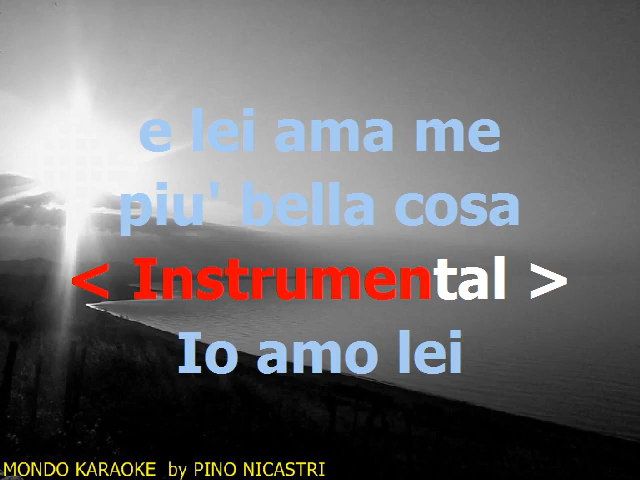 e lei ama me
piu' bella cosa
< Instrumental >
Io amo lei
MONDO KARAOKE by PINO NICASTRI